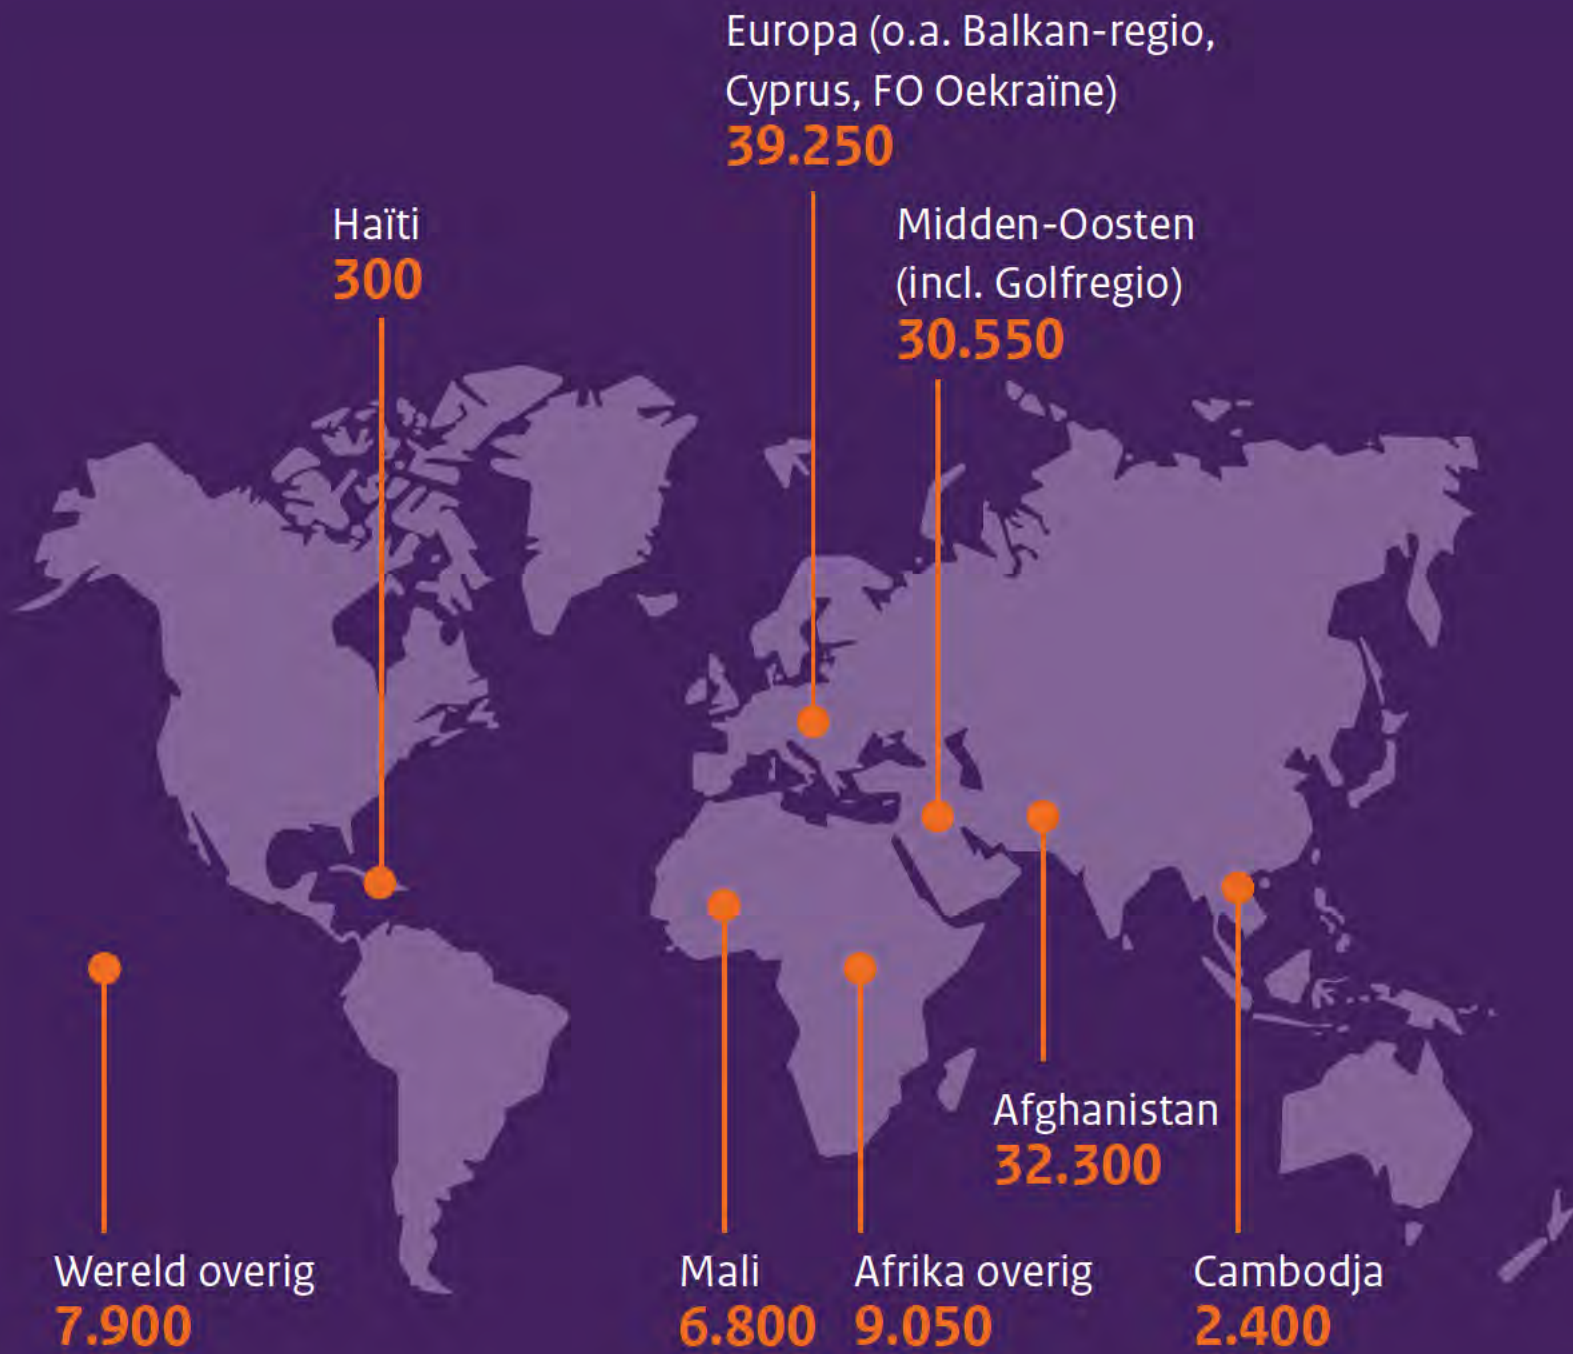 Europa (o.a. Balkan-regio,
Cyprus, FO Oekraïne)
39.250
Haïti
300
Midden-Oosten
(incl. Golfregio)
30.550
Afghanistan
32.300
Wereld overig
7.900
Mali
6.800
Afrika overig
9.050
Cambodja
2.400